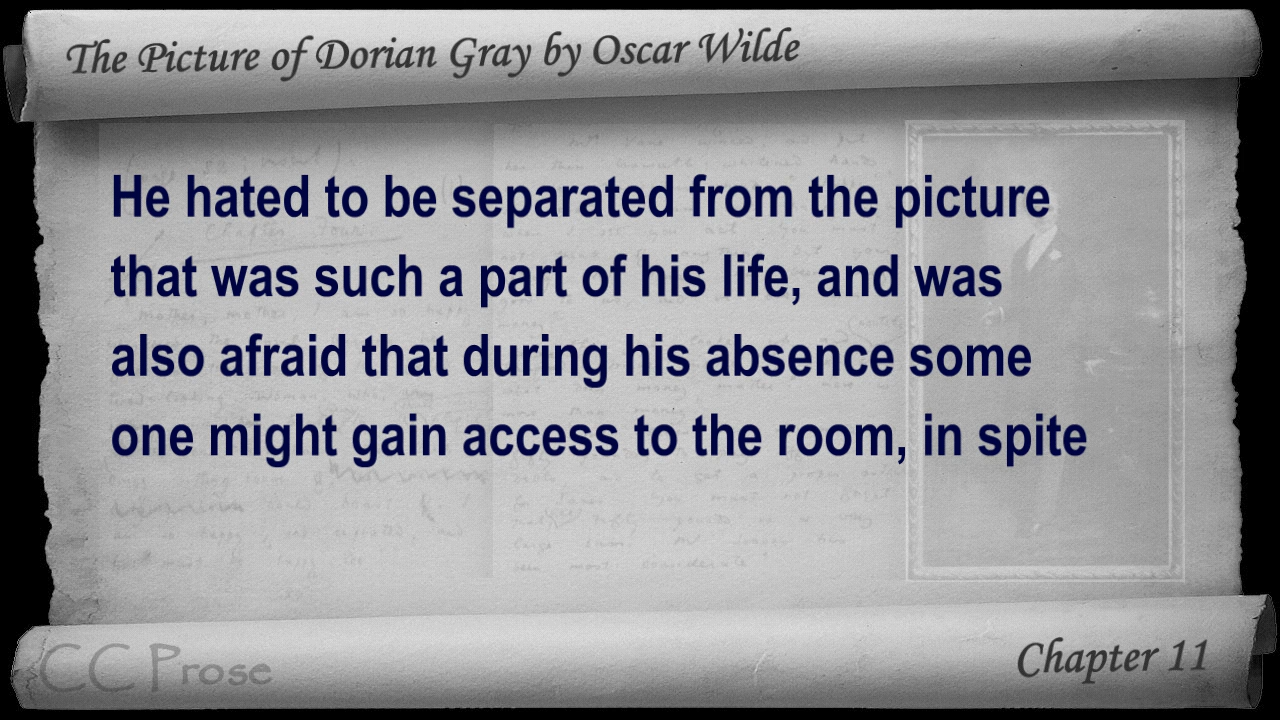 The Picture of Dorian Gray by Oscar Wilde
He hated to be separated from the picture
that was such a part of his life, and was
also afraid that during his absence some
one might gain access to the room, in spite
CC Prose
Chapter 11